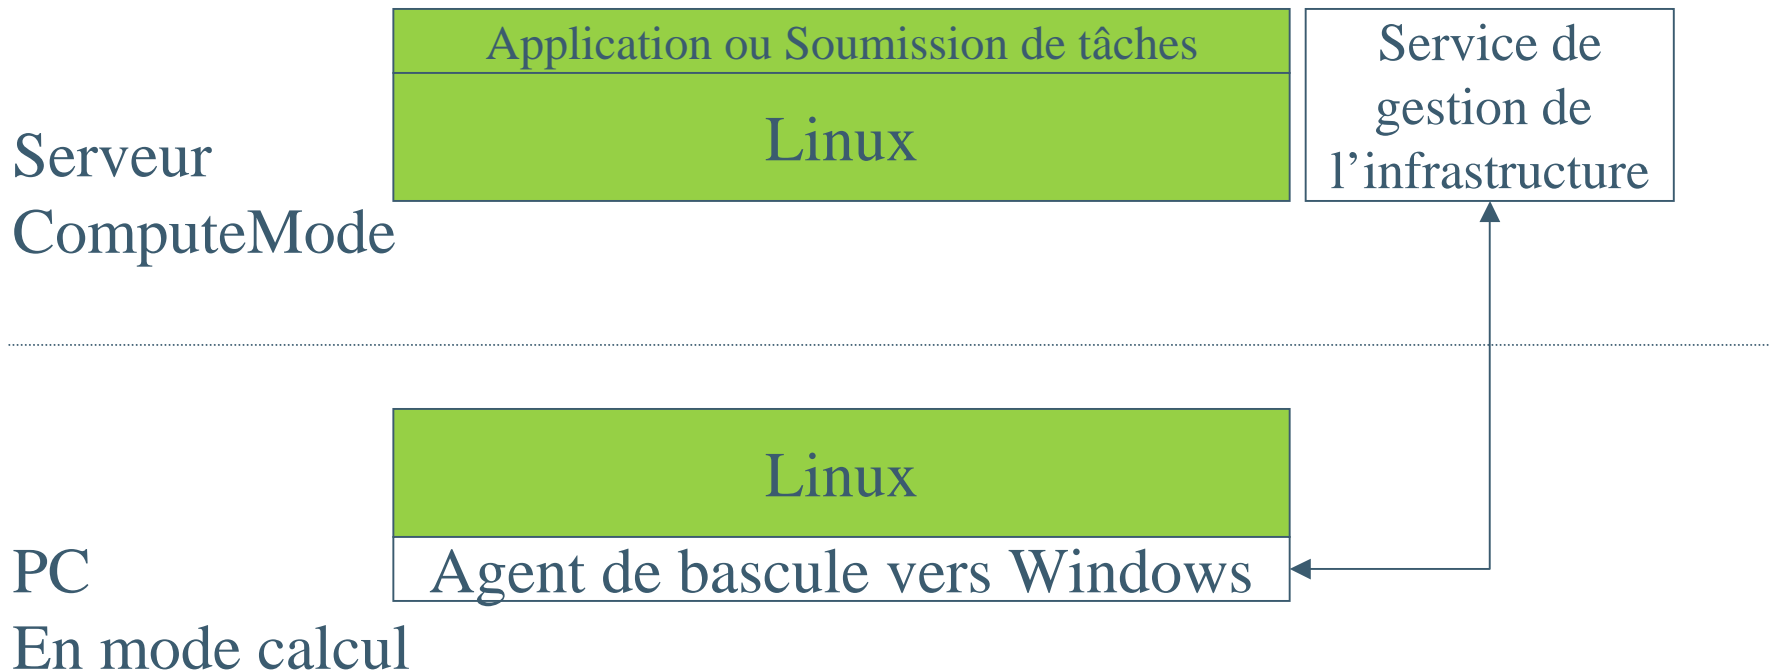 Application ou Soumission de tâches
Linux
Service de
gestion de
l’infrastructure
Serveur
ComputeMode
Linux
Agent de bascule vers Windows
PC
En mode calcul